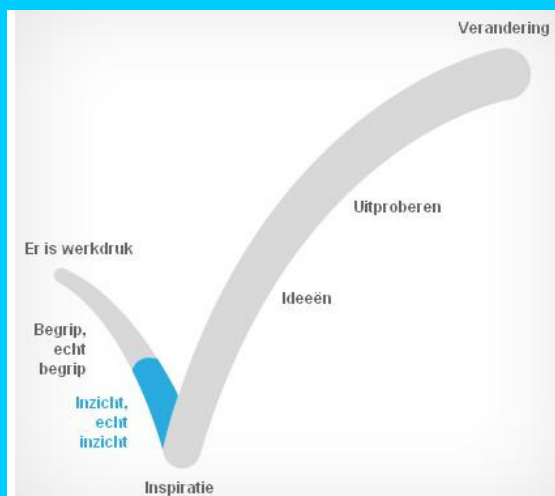 Verandering
Uitproberen
Er is werkdruk
Ideeën
Begrip,
echt
begrip
Inzicht,
echt
inzicht
Inspiratie